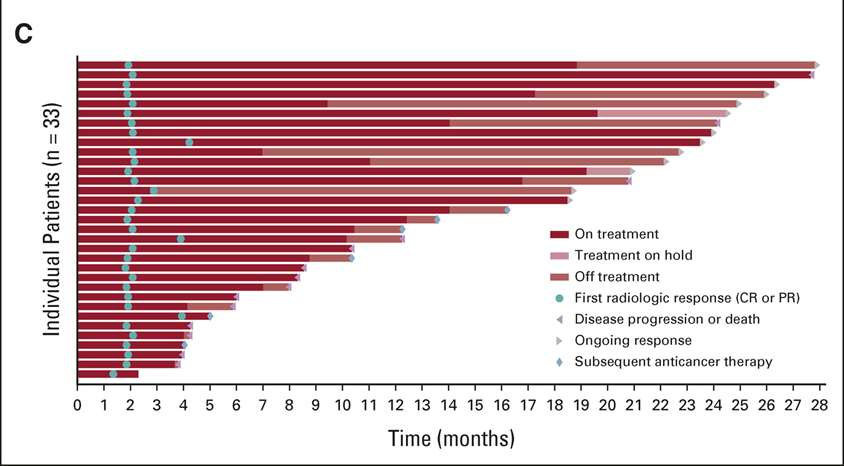 C
Individual Patients (n = 33)
On treatment
Treatment on hold
Off treatment
First radiologic response (CR or PR)
Disease progression or death
Ongoing response
Subsequent anticancer therapy
0 1 2 3 4 5 6 7 8 9 10 11 12 13 14 15 16 17 18 19 20 21 22 23 24 25 26 27 28
Time (months)